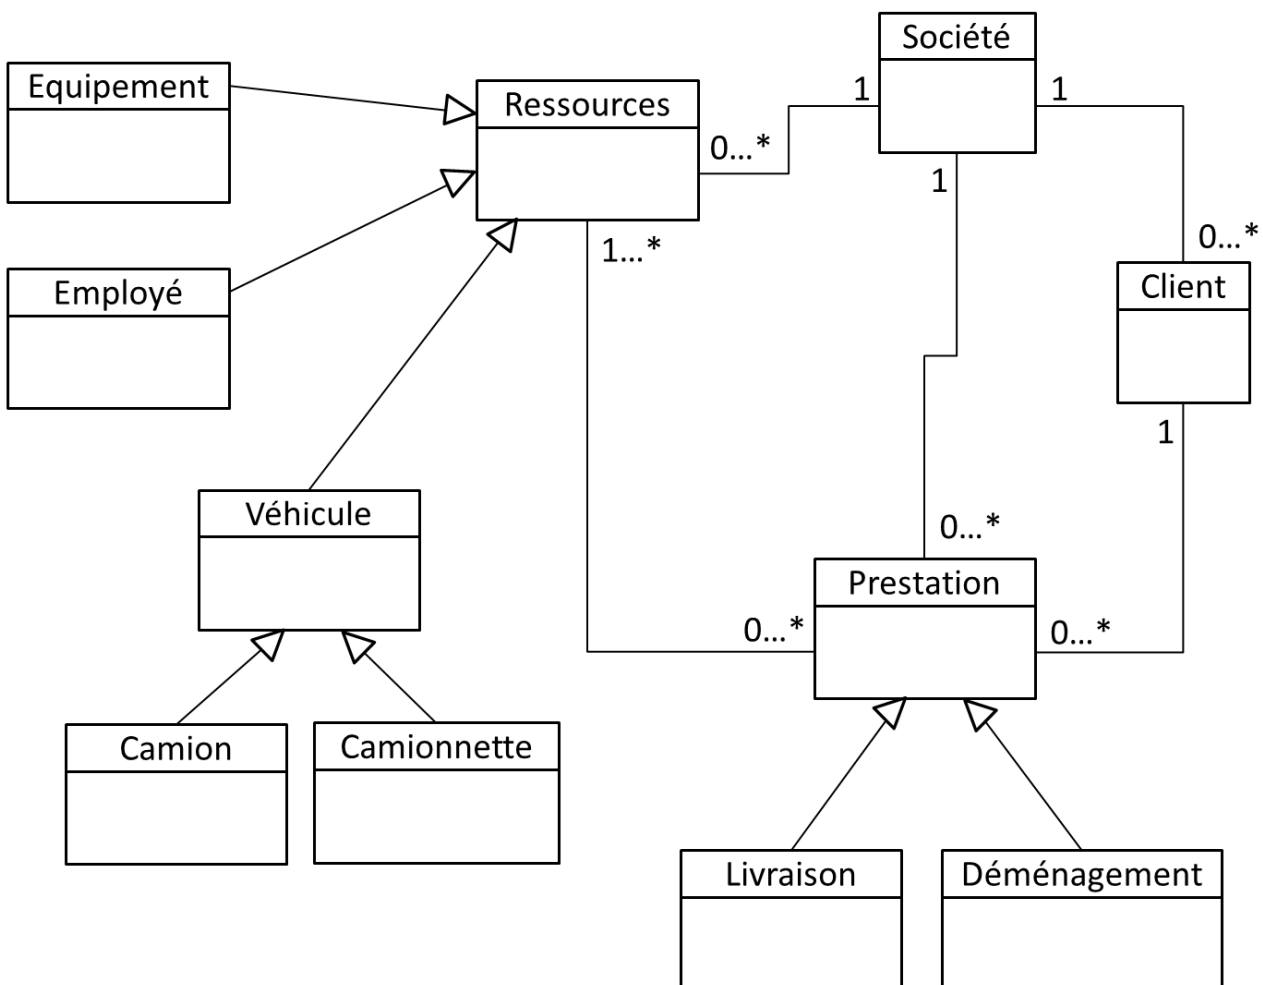 Société
Equipement
Ressources
1
1
0...*
1
0...*
1...*
Employé
Client
1
Véhicule
0...*
Prestation
0...*
0...*
Camion
Camionnette
Livraison
Déménagement